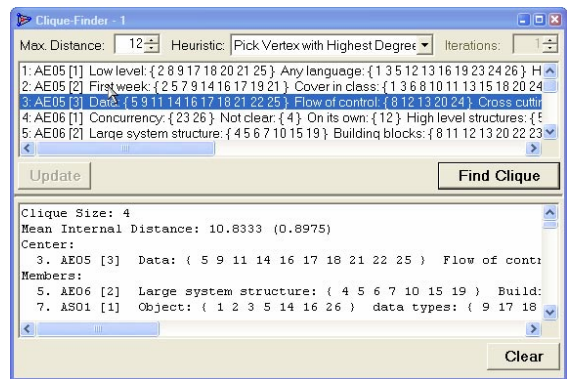 Clique-Finder - 1
Max. Distance: 12 Heuristic: Pick Vertex with Highest Degree Iterations: 1
1: AE05 [1] Low level: { 2 8 9 17 18 20 21 25 } Any language: { 1 3 5 12 13 16 19 23 24 26 } H
2: AE05 [2] First week: { 2 5 7 9 14 16 17 19 21 } Cover in class: { 1 3 6 8 10 11 13 15 18 20 24
3: AE05 [3] Data: { 5 9 11 14 16 17 18 21 22 25 } Flow of control: { 8 12 13 20 24 } Cross cuttin
4: AE06 [1] Concurrency: { 23 26 } Not clear: { 4 } On its own: { 12 } High level structures: { 5
5: AE06 [2] Large system structure: { 4 5 6 7 10 15 19 } Building blocks: { 8 11 12 13 20 22 23
Update Find Clique
Clique Size: 4
Mean Internal Distance: 10.8333 (0.8975)
Center:
3. AE05 [3] Data: { 5 9 11 14 16 17 18 21 22 25 } Flow of contr
Members:
5. AE06 [2] Large system structure: { 4 5 6 7 10 15 19 } Build:
7. AS01 [1] Object: { 1 2 3 5 14 16 26 } data types: { 9 17 18
Clear